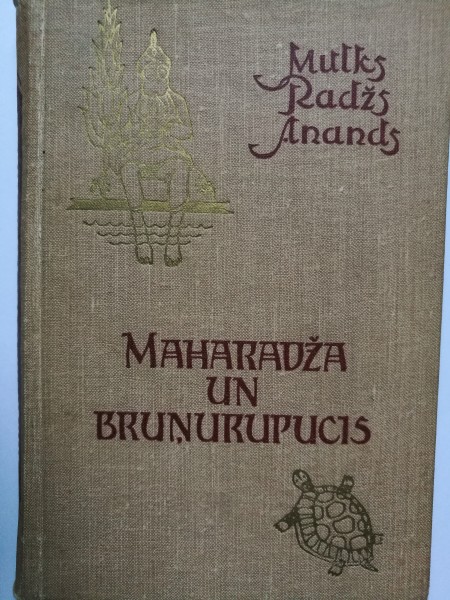 Mulks
Radžs
Anands
MAHARADŽA
UN
BRUŅURUPUCIS